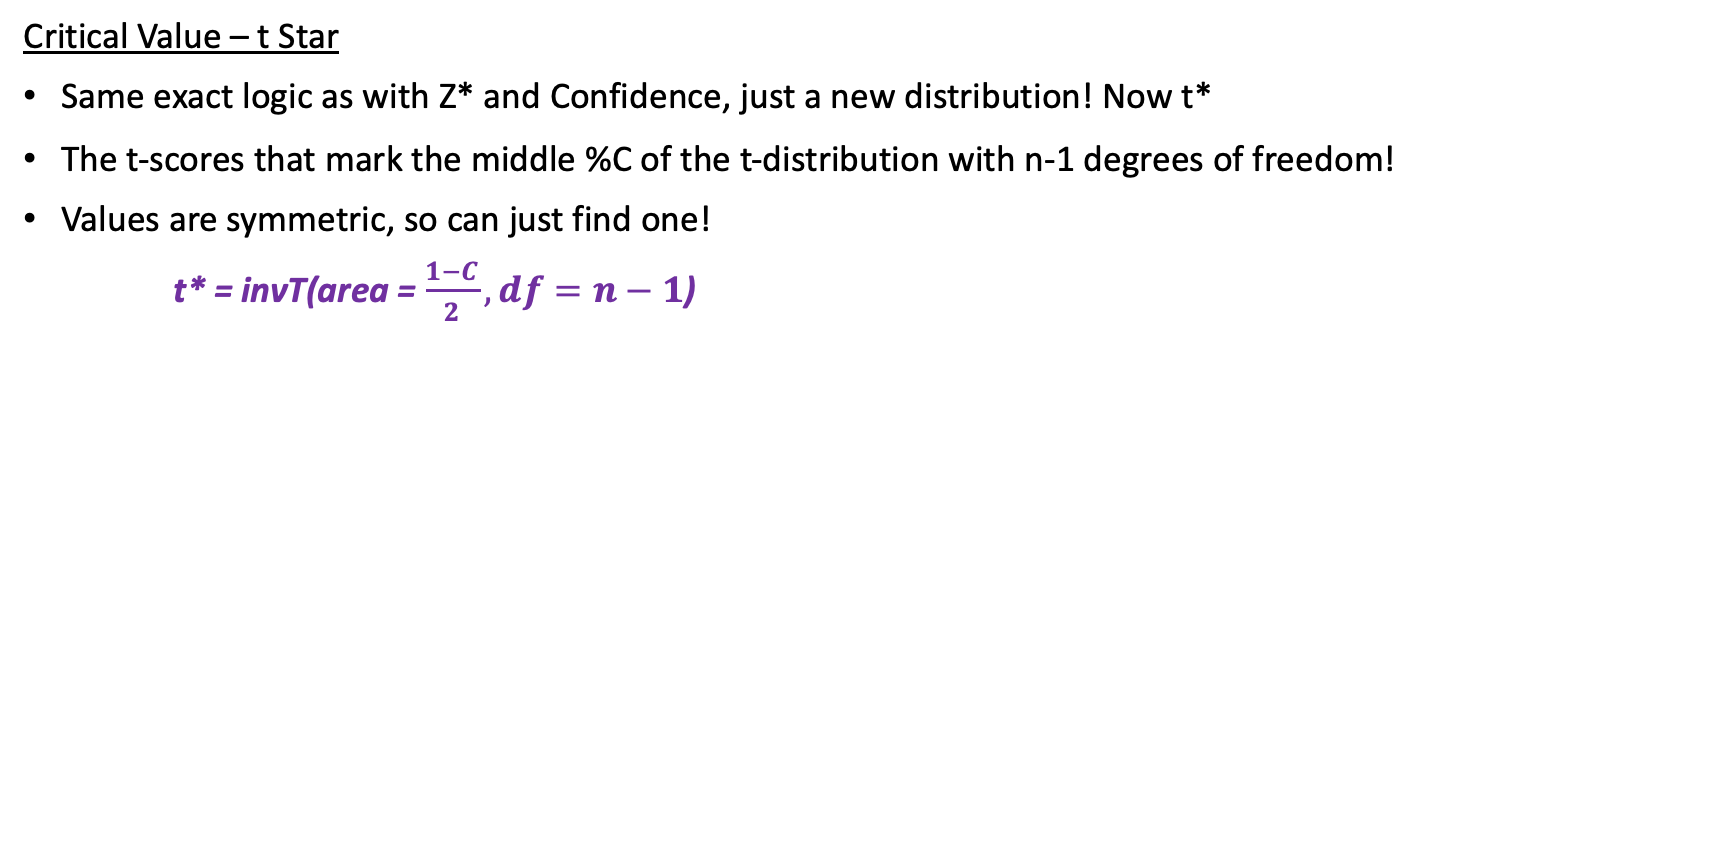 Critical Value – t Star
• Same exact logic as with Z* and Confidence, just a new distribution! Now t*
• The t-scores that mark the middle %C of the t-distribution with n-1 degrees of freedom!
• Values are symmetric, so can just find one!
t* = invT(area = 1−C/2, df = n − 1)